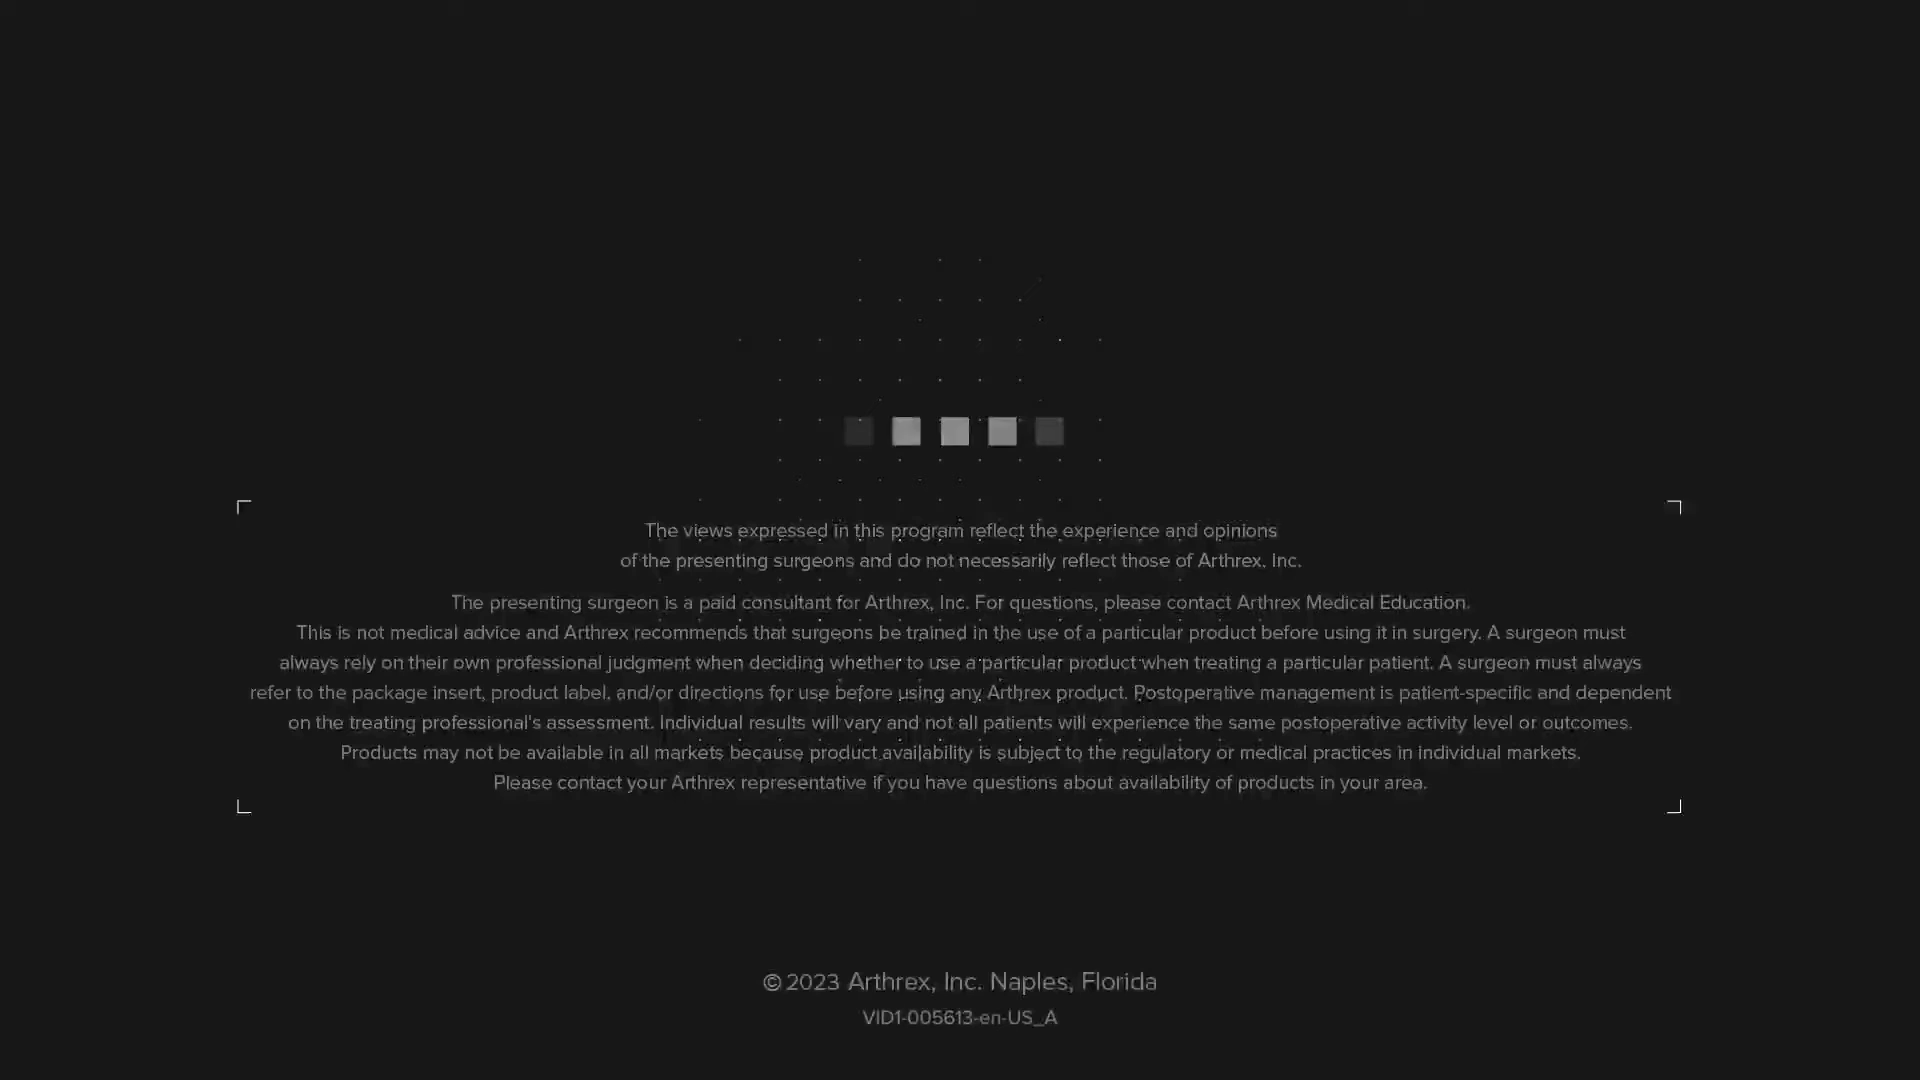 The views expressed in this program reflect the experience and opinions
of the presenting surgeons and do not necessarily reflect those of Arthrex, Inc.
The presenting surgeon is a paid consultant for Arthrex, Inc. For questions, please contact Arthrex Medical Education.
This is not medical advice and Arthrex recommends that surgeons be trained in the use of a particular product before using it in surgery. A surgeon must
always rely on their own professional judgment when deciding whether to use a particular product when treating a particular patient. A surgeon must always
refer to the package insert, product label, and/or directions for use before using any Arthrex product. Postoperative management is patient-specific and dependent
on the treating professional's assessment. Individual results will vary and not all patients will experience the same postoperative activity level or outcomes.
Products may not be available in all markets because product availability is subject to the regulatory or medical practices in individual markets.
Please contact your Arthrex representative if you have questions about availability of products in your area.
© 2023 Arthrex, Inc. Naples, Florida
VID1-005613-en-US_A